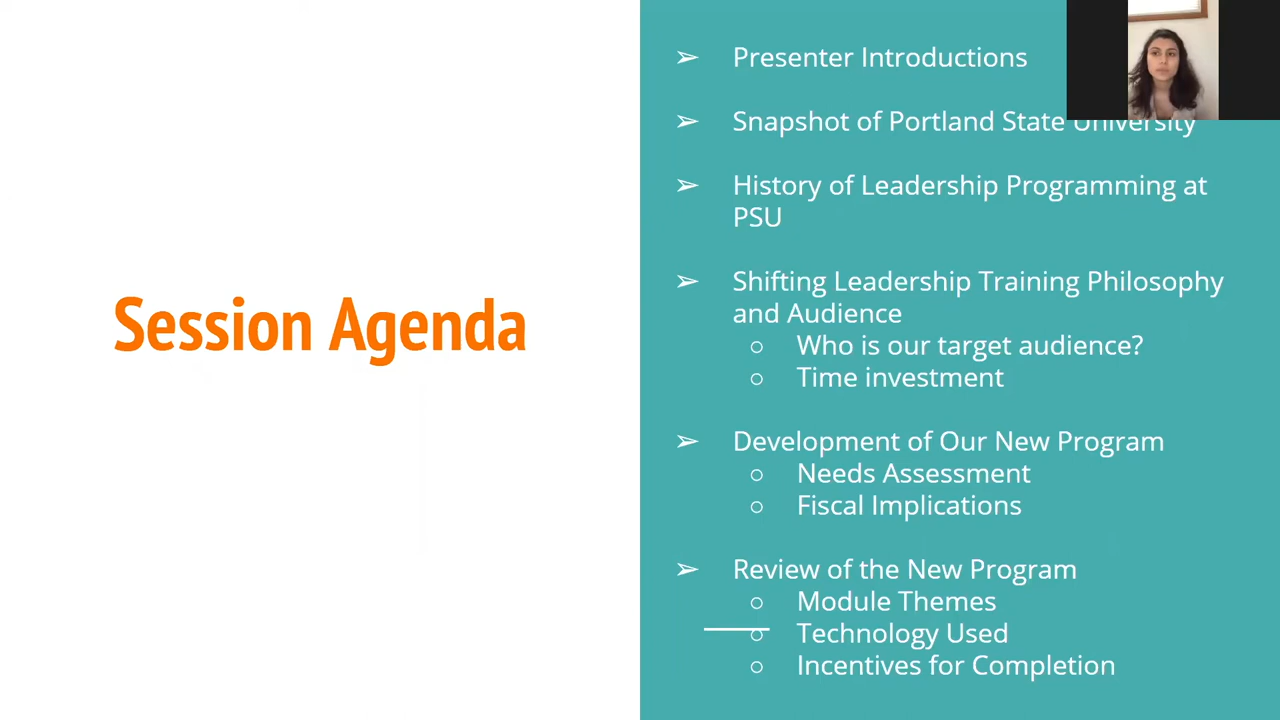 Session Agenda
➢ Presenter Introductions
➢ Snapshot of Portland State University
➢ History of Leadership Programming at
PSU
➢ Shifting Leadership Training Philosophy
and Audience
○ Who is our target audience?
○ Time investment
➢ Development of Our New Program
○ Needs Assessment
○ Fiscal Implications
➢ Review of the New Program
○ Module Themes
○ Technology Used
○ Incentives for Completion